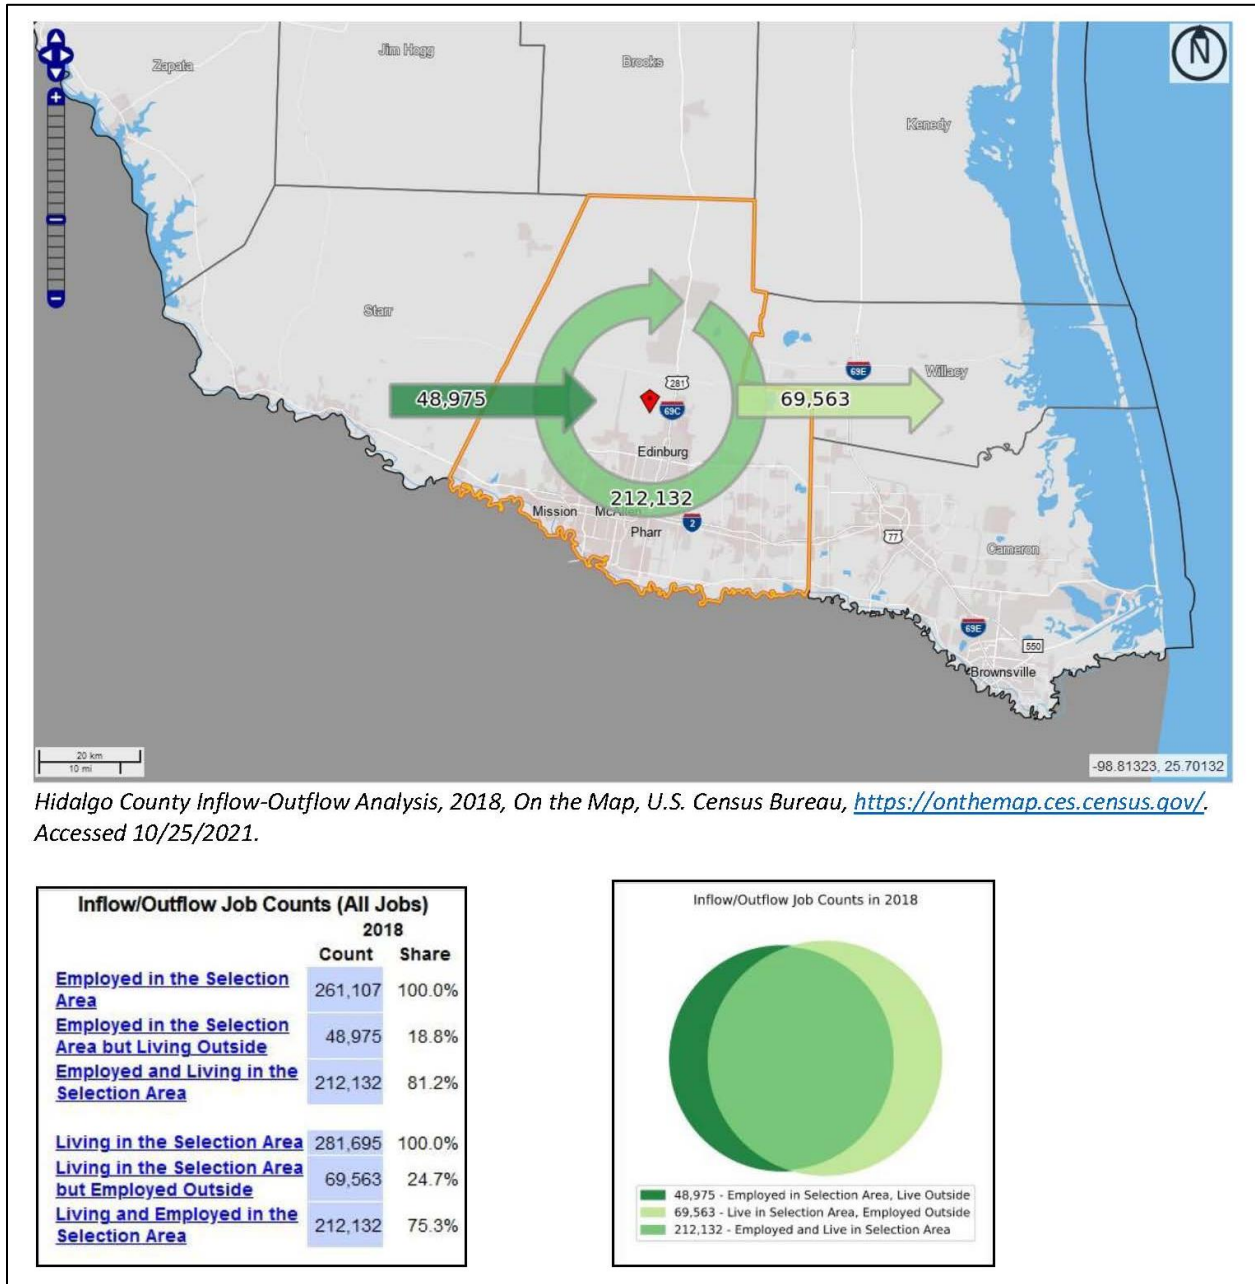 Zapata
Jim Hogg
Brooks
Kenedy
N
Starr
Willacy
Cameron
48,975
69,563
212,132
281
69C
69E
Edinburg
Mission
McAllen
Pharr
2
77
69E
550
Brownsville
20 km
10 mi
-98.81323, 25.70132
Hidalgo County Inflow-Outflow Analysis, 2018, On the Map, U.S. Census Bureau, https://onthemap.ces.census.gov/.
Accessed 10/25/2021.
Inflow/Outflow Job Counts (All Jobs)
2018
Count Share
Employed in the Selection
Area 261,107 100.0%
Employed in the Selection
Area but Living Outside 48,975 18.8%
Employed and Living in the
Selection Area 212,132 81.2%
Living in the Selection Area 281,695 100.0%
Living in the Selection Area
but Employed Outside 69,563 24.7%
Living and Employed in the
Selection Area 212,132 75.3%
Inflow/Outflow Job Counts in 2018
48,975 - Employed in Selection Area, Live Outside
69,563 - Live in Selection Area, Employed Outside
212,132 - Employed and Live in Selection Area